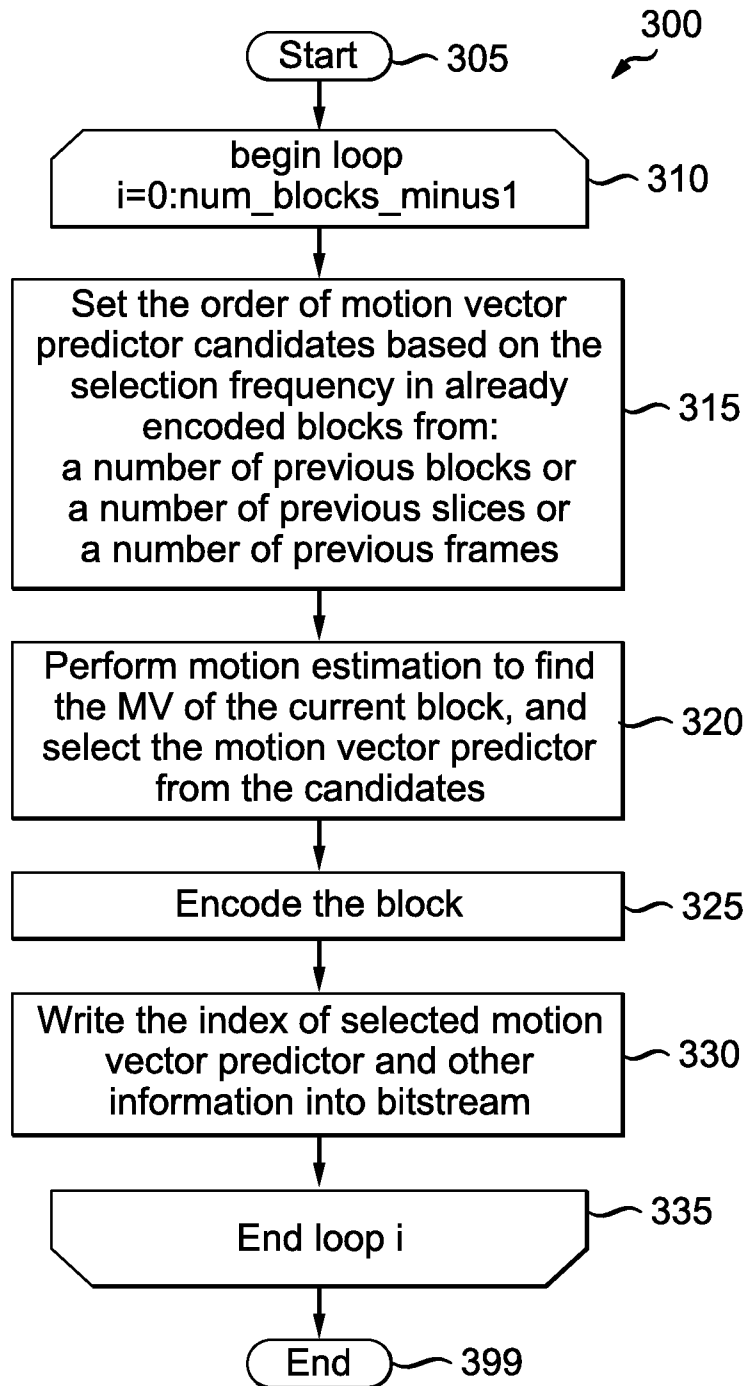 300
Start 305
begin loop
i=0:num_blocks_minus1 310
Set the order of motion vector
predictor candidates based on the
selection frequency in already
encoded blocks from:
a number of previous blocks or
a number of previous slices or
a number of previous frames
315
Perform motion estimation to find
the MV of the current block, and
select the motion vector predictor
from the candidates
320
Encode the block 325
Write the index of selected motion
vector predictor and other
information into bitstream
330
End loop i 335
End 399